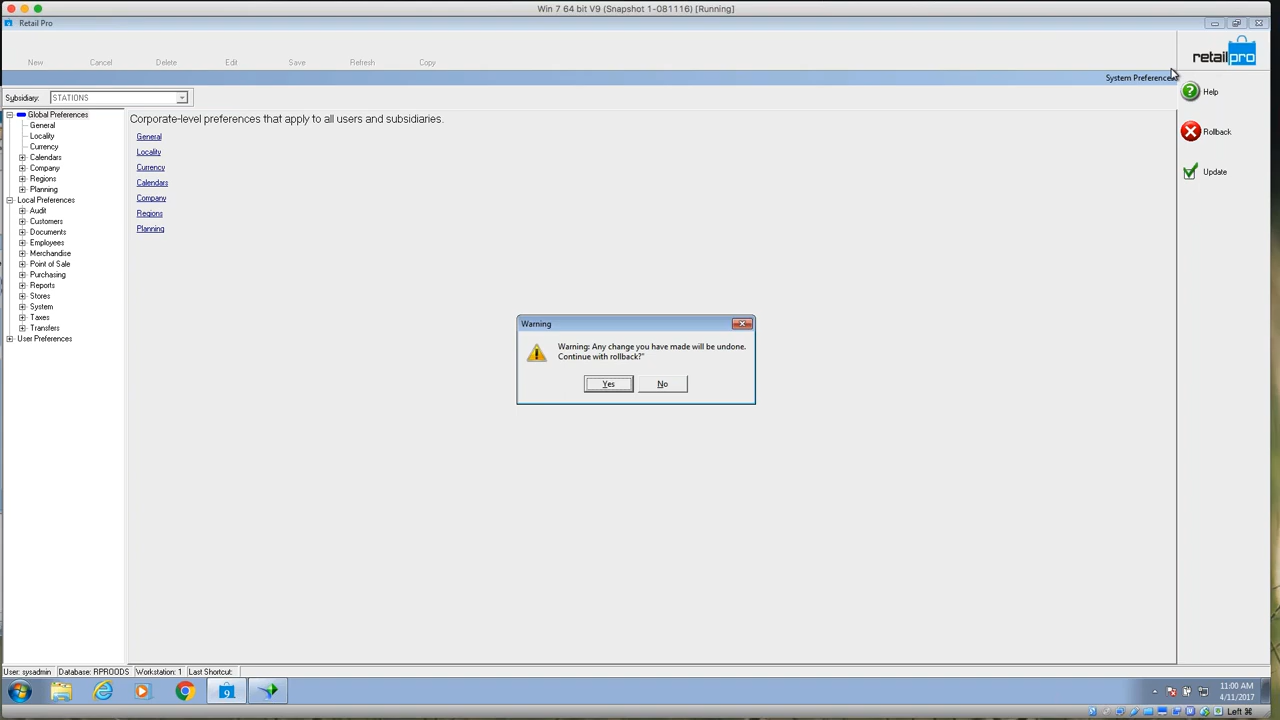 Win 7 64 bit V9 (Snapshot 1-081116) [Running]
Retail Pro
New Cancel Delete Edit Save Refresh Copy
retailpro
System Preferences
Subsidiary: STATIONS
Help
Rollback
Update
Global Preferences
General
Locality
Currency
Calendars
Company
Regions
Planning
Local Preferences
Audit
Customers
Documents
Employees
Merchandise
Point of Sale
Purchasing
Reports
Stores
System
Taxes
Transfers
User Preferences
Corporate-level preferences that apply to all users and subsidiaries.
General
Locality
Currency
Calendars
Company
Regions
Planning
Warning
Warning: Any change you have made will be undone.
Continue with rollback?"
Yes No
User: sysadmin Database: RPROODS Workstation: 1 Last Shortcut:
9
11:00 AM
4/11/2017
Left ⌘